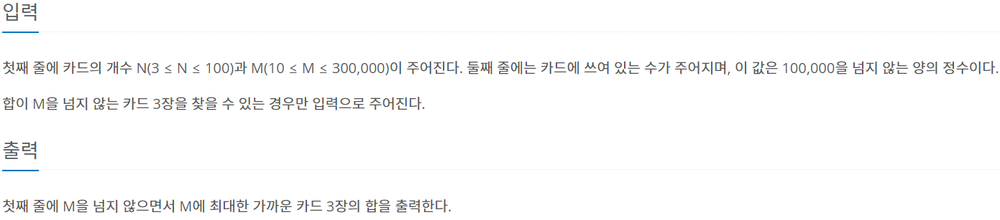 입력
첫째 줄에 카드의 개수 N(3 ≤ N ≤ 100)과 M(10 ≤ M ≤ 300,000)이 주어진다. 둘째 줄에는 카드에 쓰여 있는 수가 주어지며, 이 값은 100,000을 넘지 않는 양의 정수이다.
합이 M을 넘지 않는 카드 3장을 찾을 수 있는 경우만 입력으로 주어진다.
출력
첫째 줄에 M을 넘지 않으면서 M에 최대한 가까운 카드 3장의 합을 출력한다.